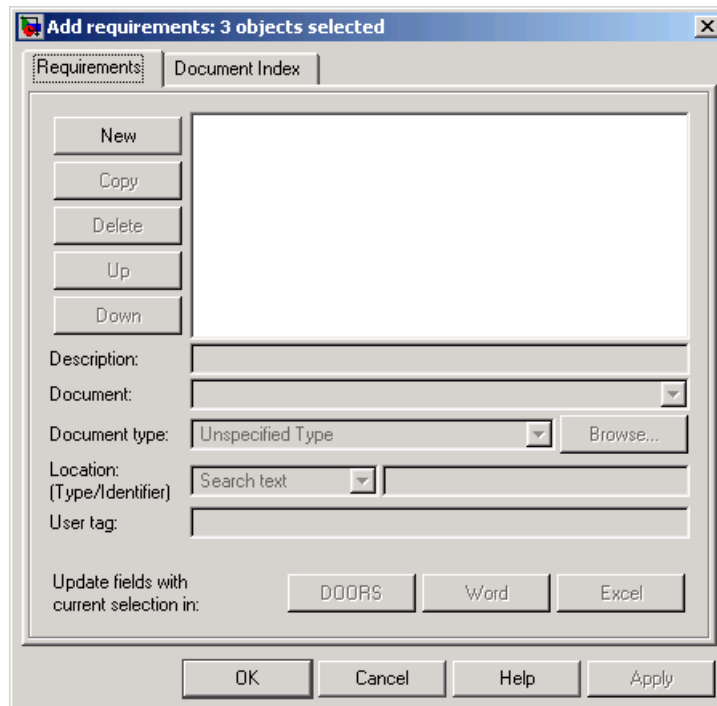 Add requirements: 3 objects selected
Requirements
Document Index
New
Copy
Delete
Up
Down
Description:
Document:
Document type: Unspecified Type Browse...
Location:
(Type/Identifier) Search text
User tag:
Update fields with
current selection in: DOORS Word Excel
OK Cancel Help Apply